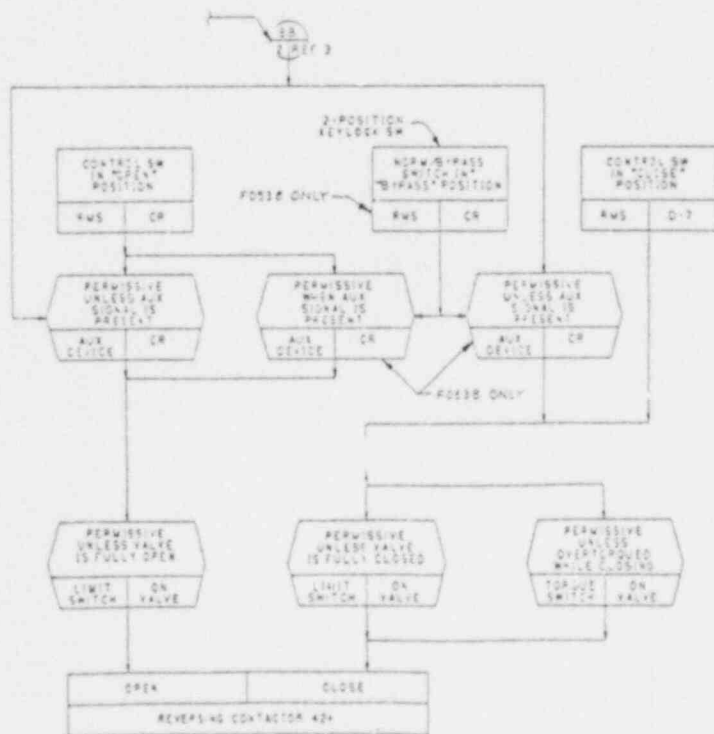 2 REF 3
2-POSITION
KEYLOCK SW
CONTROL SW
IN "OPEN"
POSITION
RMS CR
F053B ONLY
NORM/BYPASS
SWITCH IN
"BYPASS" POSITION
RMS CR
CONTROL SW
IN "CLOSE"
POSITION
RMS
PERMISSIVE
UNLESS AUX
SIGNAL IS
PRESENT
AUX
DEVICE CR
PERMISSIVE
WHEN AUX
SIGNAL IS
PRESENT
AUX
DEVICE CR
PERMISSIVE
UNLESS AUX
SIGNAL IS
PRESENT
AUX
DEVICE CR
F053B ONLY
PERMISSIVE
UNLESS VALVE
IS FULLY OPEN
LIMIT
SWITCH
ON
VALVE
PERMISSIVE
UNLESS VALVE
IS FULLY CLOSED
LIMIT
SWITCH
ON
VALVE
PERMISSIVE
UNLESS
OVERTORQUED
WHILE CLOSING
TORQUE
SWITCH
ON
VALVE
OPEN CLOSE
REVERSING CONTACTOR